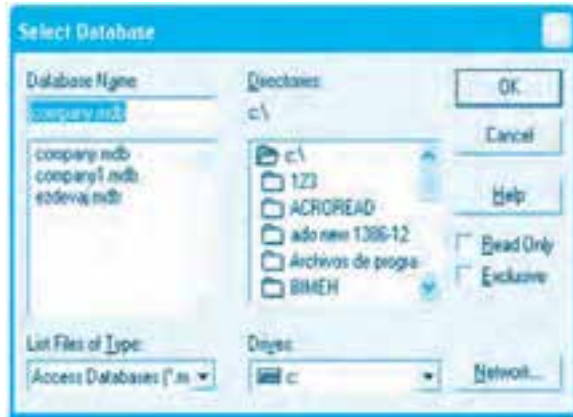 Select Database
Database Name
company.mdb
company.mdb
company1.mdb
ezdevaj.mdb
List Files of Type:
Access Databases (*.m
Directories:
c:\
c:\
123
ACROREAD
ado new 1386-12
Archivos de progra
BIMEH
Drives:
c:
OK
Cancel
Help
Read Only
Exclusive
Network...